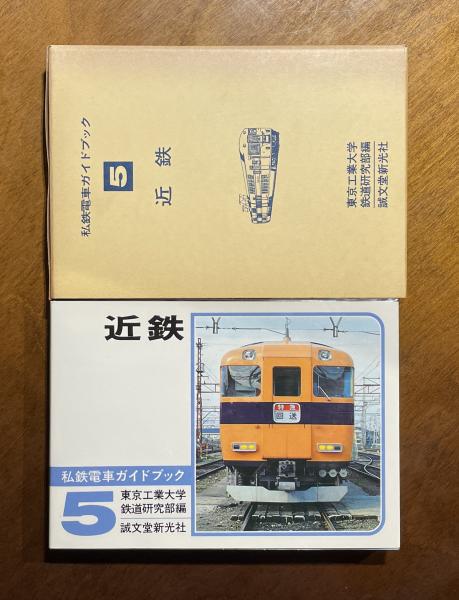 私鉄電車ガイドブック
5
近鉄
東京工業大学
鉄道研究部編
誠文堂新光社
近鉄
特急
回送
私鉄電車ガイドブック
5
東京工業大学
鉄道研究部編
誠文堂新光社